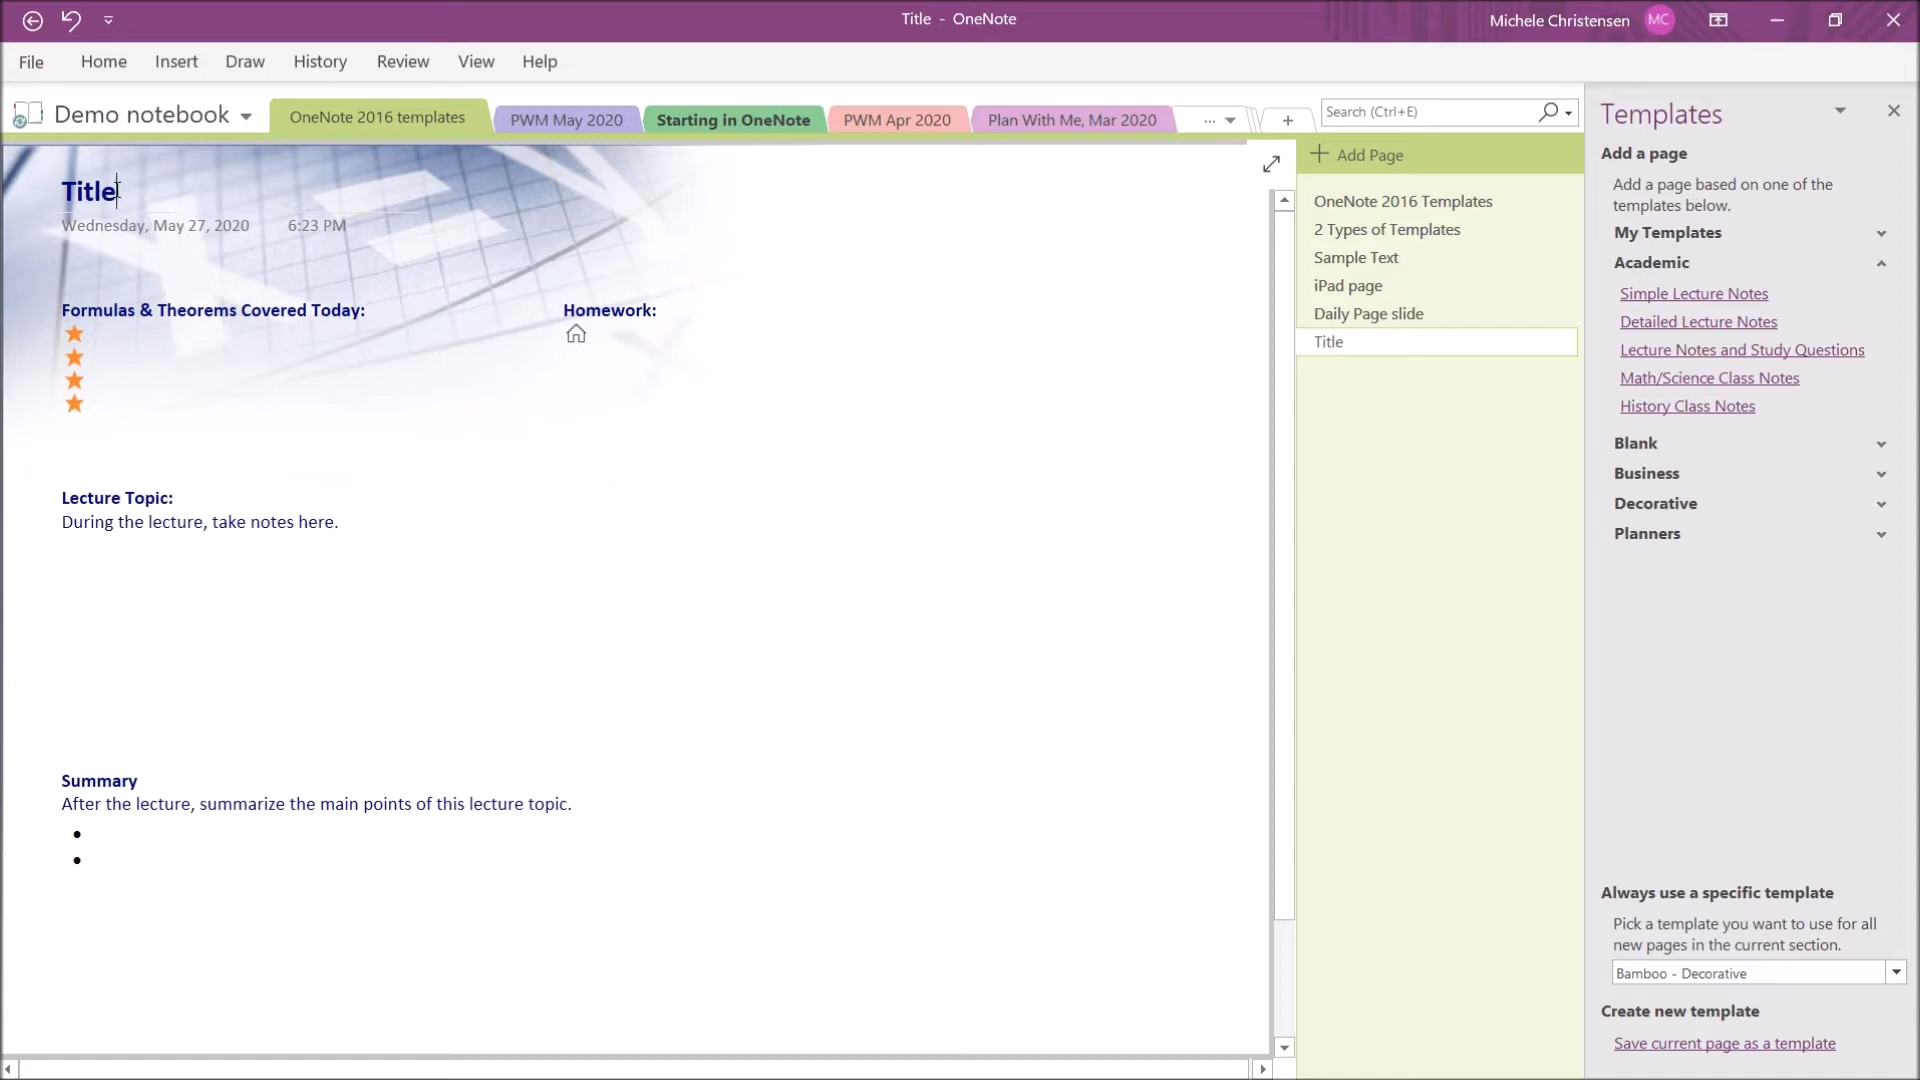 Title - OneNote
Michele Christensen MC
File Home Insert Draw History Review View Help
Demo notebook
OneNote 2016 templates
PWM May 2020
Starting in OneNote
PWM Apr 2020
Plan With Me, Mar 2020
...
Search (Ctrl+E)
Title
Wednesday, May 27, 2020 6:23 PM
Formulas & Theorems Covered Today:
Homework:
Lecture Topic:
During the lecture, take notes here.
Summary
After the lecture, summarize the main points of this lecture topic.
Add Page
OneNote 2016 Templates
2 Types of Templates
Sample Text
iPad page
Daily Page slide
Title
Templates
Add a page
Add a page based on one of the
templates below.
My Templates
Academic
Simple Lecture Notes
Detailed Lecture Notes
Lecture Notes and Study Questions
Math/Science Class Notes
History Class Notes
Blank
Business
Decorative
Planners
Always use a specific template
Pick a template you want to use for all
new pages in the current section.
Bamboo - Decorative
Create new template
Save current page as a template